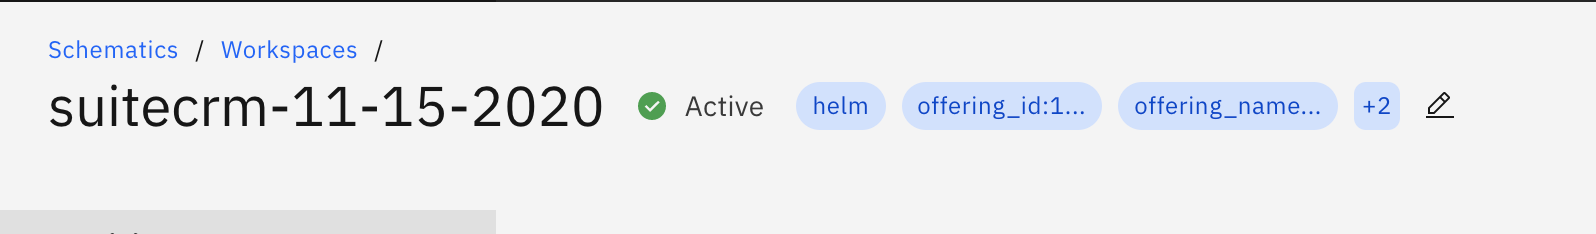 Schematics / Workspaces /
suitecrm-11-15-2020 Active helm offering_id:1... offering_name... +2